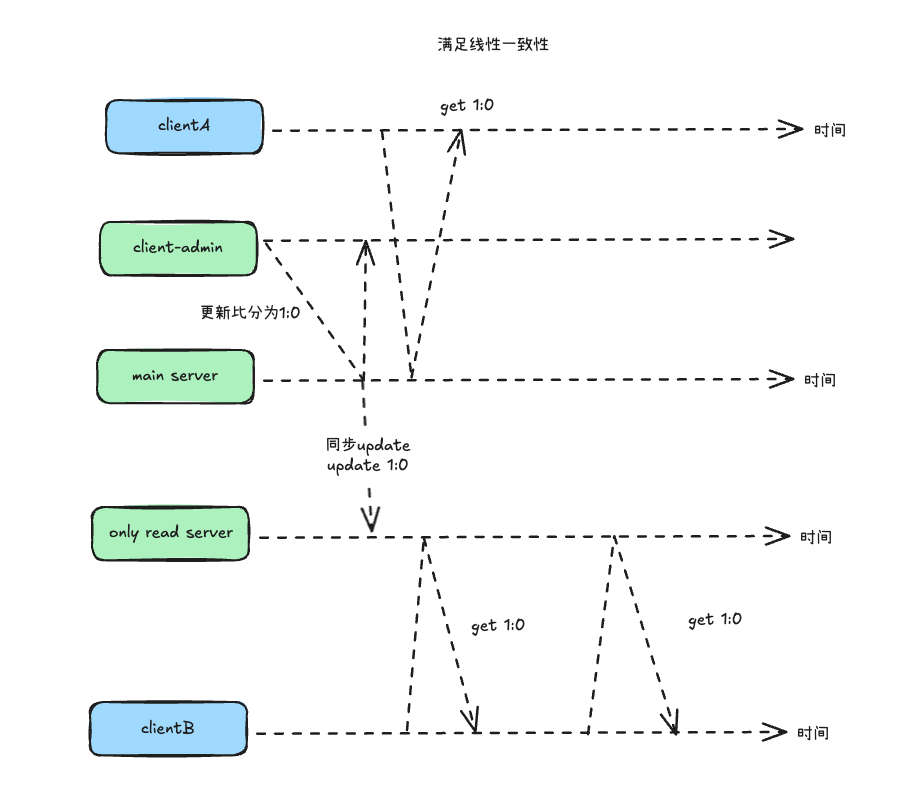 满足线性一致性
get 1:0
clientA
时间
client-admin
更新比分为1:0
main server
时间
同步update
update 1:0
only read server
时间
get 1:0
get 1:0
clientB
时间